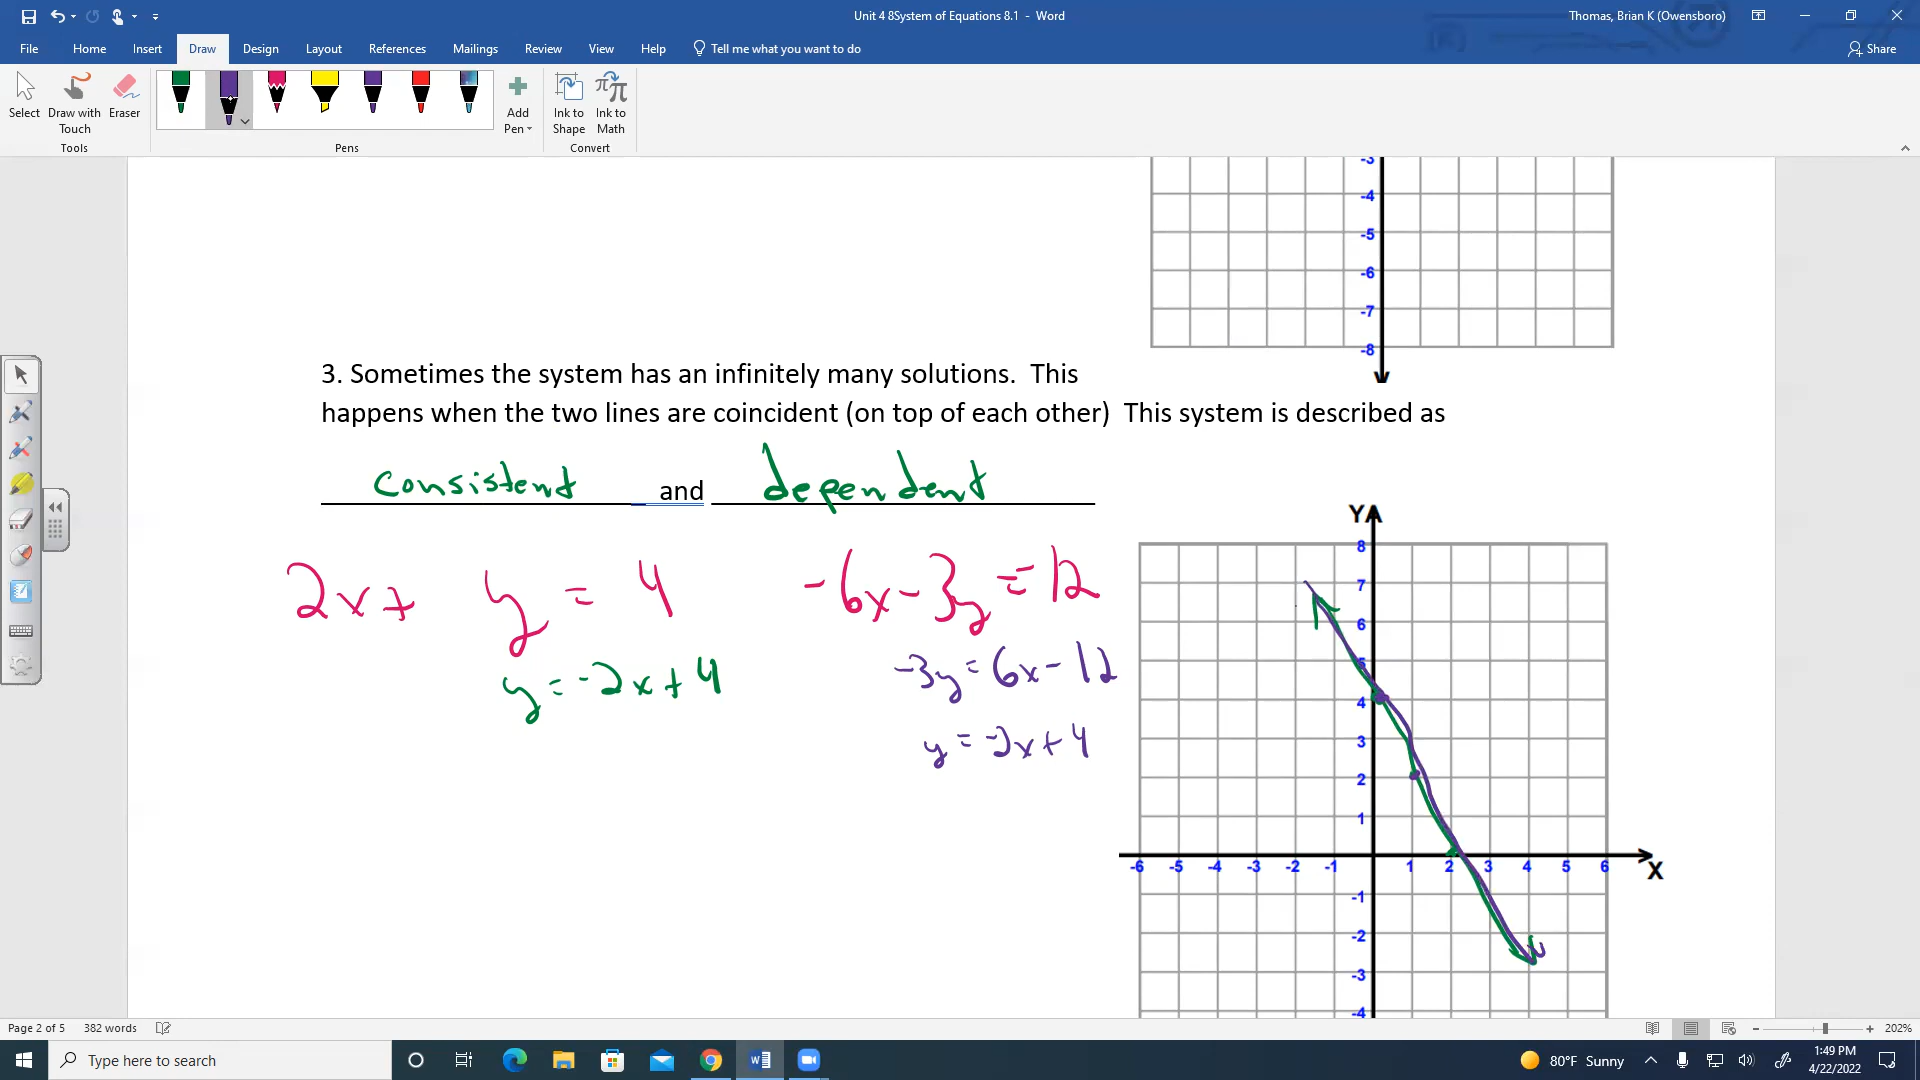 Unit 4 8System of Equations 8.1 - Word
Thomas, Brian K (Owensboro)
File Home Insert Draw Design Layout References Mailings Review View Help Tell me what you want to do
Share
Select
Draw with Touch
Eraser
Add Pen
Ink to Shape
Ink to Math
Tools
Pens
Convert
-3
-4
-5
-6
-7
-8
3. Sometimes the system has an infinitely many solutions. This
happens when the two lines are coincident (on top of each other) This system is described as
consistent and dependent
2x+ y = 4
-6x-3y=-12
y=-2x+4
-3y=6x-12
y=-2x+4
Y
8
7
6
5
4
3
2
1
-6 -5 -4 -3 -2 -1 1 2 3 4 5 6
X
-1
-2
-3
-4
Page 2 of 5 382 words
202%
Type here to search
80°F Sunny
1:49 PM
4/22/2022